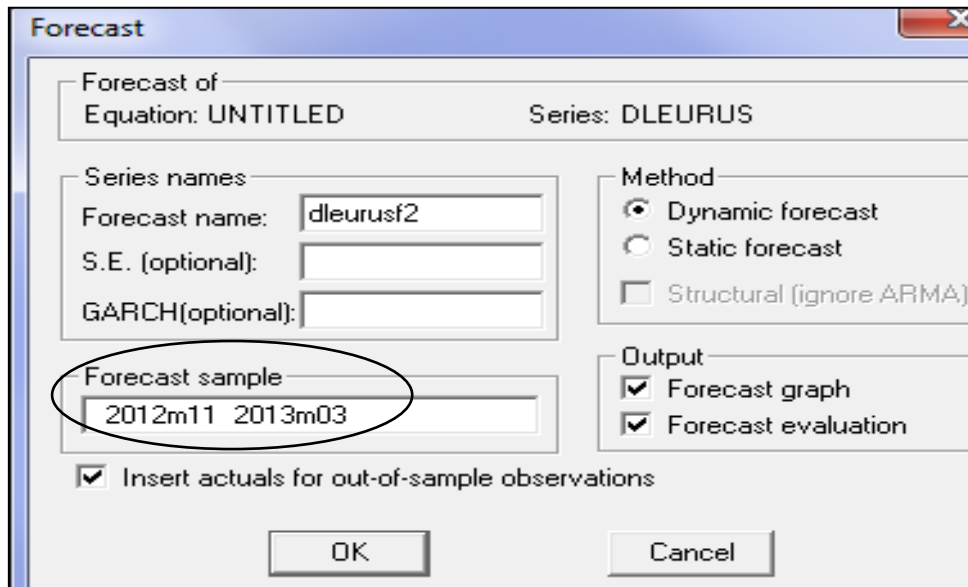 Forecast
Forecast of
Equation: UNTITLED Series: DLEURUS
Series names
Forecast name: dleurusf2
S.E. (optional):
GARCH(optional):
Method
Dynamic forecast
Static forecast
Structural (ignore ARMA)
Forecast sample
2012m11 2013m03
Output
Forecast graph
Forecast evaluation
Insert actuals for out-of-sample observations
OK Cancel